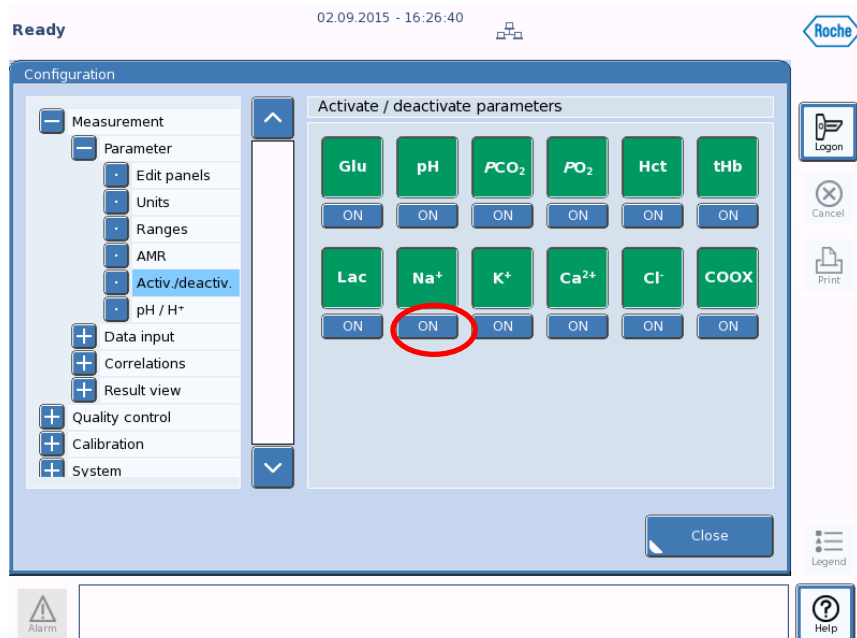 Ready
02.09.2015 - 16:26:40
Roche
Configuration
Measurement
Parameter
Edit panels
Units
Ranges
AMR
Activ./deactiv.
pH / H⁺
Data input
Correlations
Result view
Quality control
Calibration
System
Activate / deactivate parameters
Glu pH PCO₂ PO₂ Hct tHb
ON ON ON ON ON ON
Lac Na⁺ K⁺ Ca²⁺ Cl⁻ COOX
ON ON ON ON ON ON
Close
Logon
Cancel
Print
Legend
Alarm
Help